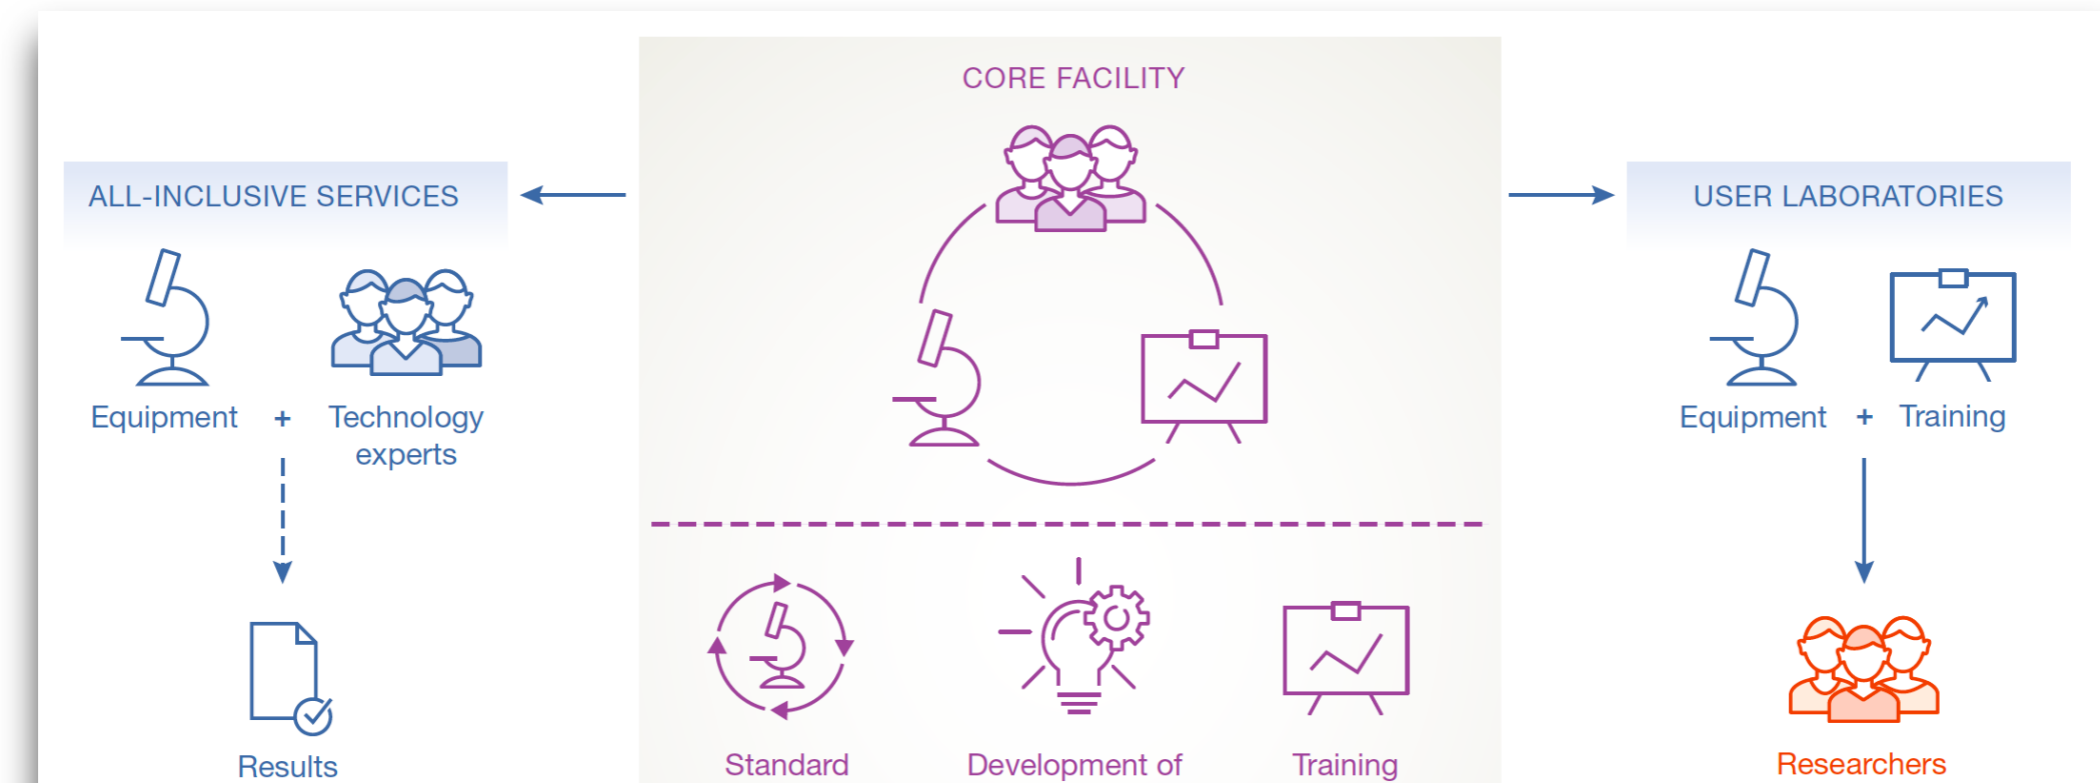 CORE FACILITY
ALL-INCLUSIVE SERVICES
USER LABORATORIES
Equipment + Technology
experts
Equipment + Training
Results
Standard
Development of
Training
Researchers